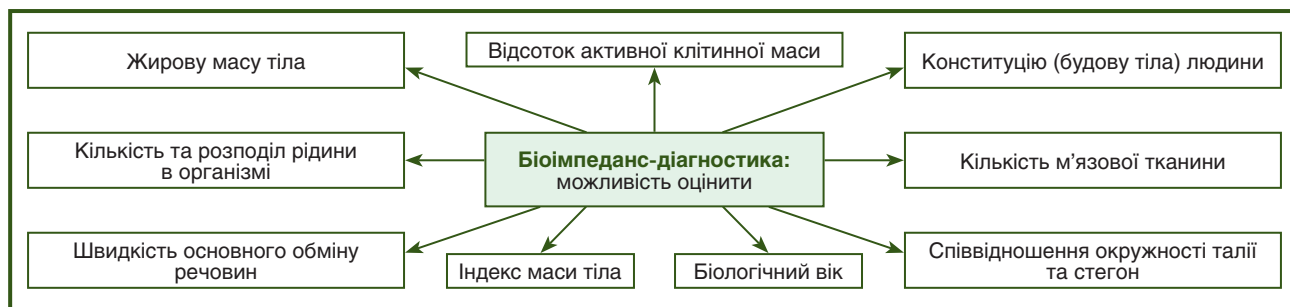 Жирову масу тіла
Відсоток активної клітинної маси
Конституцію (будову тіла) людини
Кількість та розподіл рідини
в організмі
Біоімпеданс-діагностика:
можливість оцінити
Кількість м’язової тканини
Швидкість основного обміну
речовин
Індекс маси тіла
Біологічний вік
Співвідношення окружності талії
та стегон